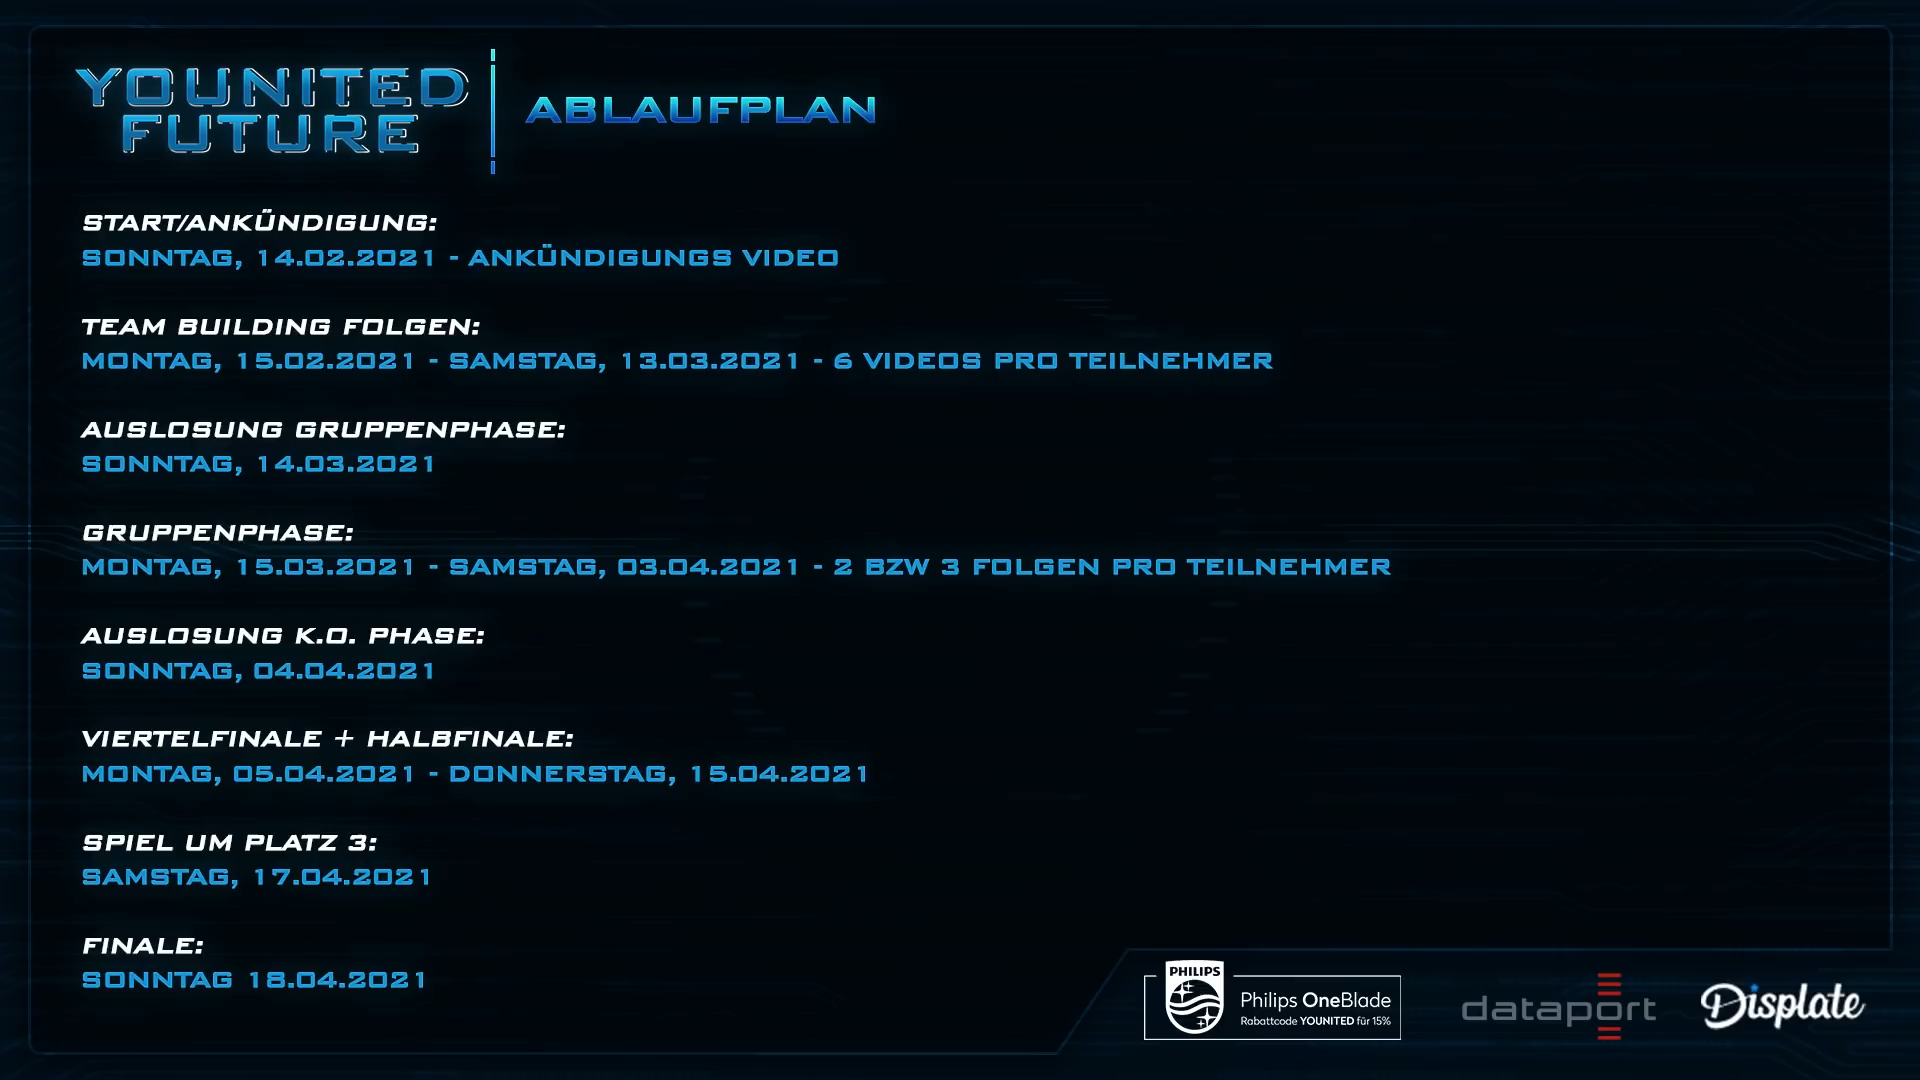 YOUNITED
FUTURE
ABLAUFPLAN
START/ANKÜNDIGUNG:
SONNTAG, 14.02.2021 - ANKÜNDIGUNGS VIDEO
TEAM BUILDING FOLGEN:
MONTAG, 15.02.2021 - SAMSTAG, 13.03.2021 - 6 VIDEOS PRO TEILNEHMER
AUSLOSUNG GRUPPENPHASE:
SONNTAG, 14.03.2021
GRUPPENPHASE:
MONTAG, 15.03.2021 - SAMSTAG, 03.04.2021 - 2 BZW 3 FOLGEN PRO TEILNEHMER
AUSLOSUNG K.O. PHASE:
SONNTAG, 04.04.2021
VIERTELFINALE + HALBFINALE:
MONTAG, 05.04.2021 - DONNERSTAG, 15.04.2021
SPIEL UM PLATZ 3:
SAMSTAG, 17.04.2021
FINALE:
SONNTAG 18.04.2021
PHILIPS
Philips OneBlade
Rabattcode YOUNITED für 15%
dataport
Displate